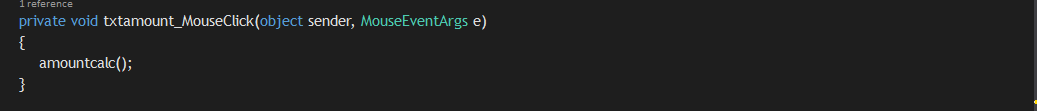 1 reference
private void txtamount_MouseClick(object sender, MouseEventArgs e)
{
amountcalc();
}